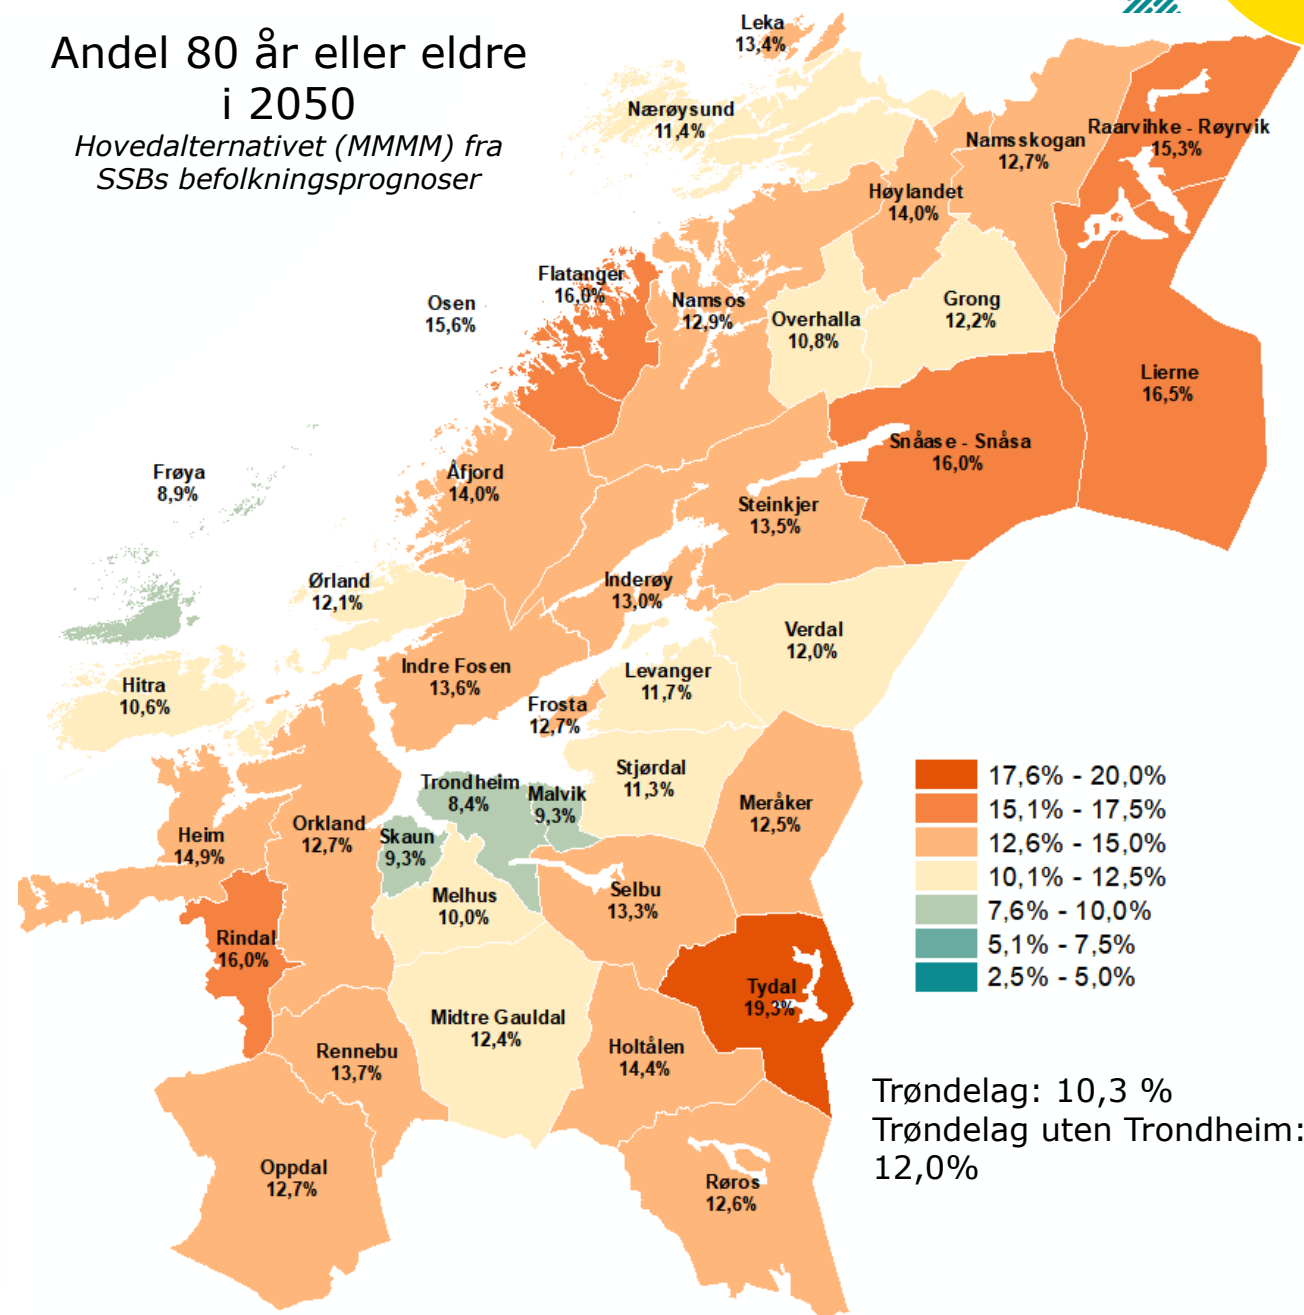 Andel 80 år eller eldre
i 2050
Hovedalternativet (MMMM) fra
SSBs befolkningsprognoser
Leka
13,4%
Nærøysund
11,4%
Namsskogan
12,7%
Raarvihke - Røyrvik
15,3%
Høylandet
14,0%
Flatanger
16,0%
Osen
15,6%
Namsos
12,9%
Overhalla
10,8%
Grong
12,2%
Lierne
16,5%
Snåase - Snåsa
16,0%
Frøya
8,9%
Åfjord
14,0%
Steinkjer
13,5%
Ørland
12,1%
Inderøy
13,0%
Verdal
12,0%
Hitra
10,6%
Indre Fosen
13,6%
Levanger
11,7%
Frosta
12,7%
Stjørdal
11,3%
Trondheim
8,4%
Malvik
9,3%
Meråker
12,5%
Heim
14,9%
Orkland
12,7%
Skaun
9,3%
Melhus
10,0%
Selbu
13,3%
Rindal
16,0%
Tydal
19,3%
Midtre Gauldal
12,4%
Rennebu
13,7%
Holtålen
14,4%
Oppdal
12,7%
Røros
12,6%
17,6% - 20,0%
15,1% - 17,5%
12,6% - 15,0%
10,1% - 12,5%
7,6% - 10,0%
5,1% - 7,5%
2,5% - 5,0%
Trøndelag: 10,3 %
Trøndelag uten Trondheim:
12,0%